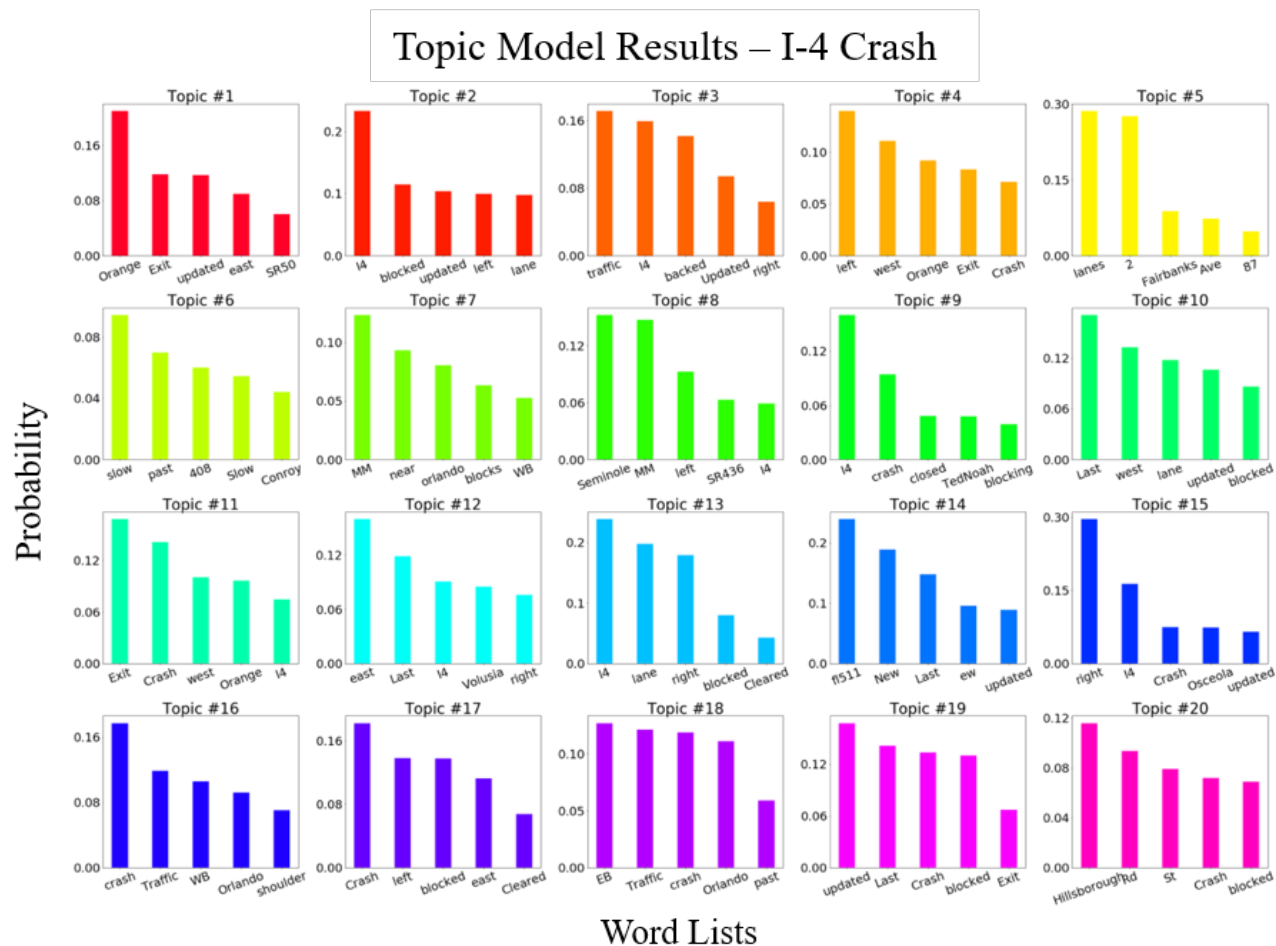 Topic Model Results – I-4 Crash
Topic #1 Topic #2 Topic #3 Topic #4 Topic #5
0.16 0.08 0.00
0.2 0.1 0.0
0.16 0.08 0.00
0.10 0.05 0.00
0.30 0.15 0.00
Orange Exit updated east SR50
I4 blocked updated left lane
traffic I4 backed Updated right
left west Orange Exit Crash
lanes 2 Fairbanks Ave 87
Topic #6 Topic #7 Topic #8 Topic #9 Topic #10
0.08 0.04 0.00
0.10 0.05 0.00
0.12 0.06 0.00
0.12 0.06 0.00
0.12 0.06 0.00
slow past 408 Slow Conroy
MM near orlando blocks WB
Seminole MM left SR436 I4
I4 crash closed TedNoah blocking
Last west lane updated blocked
Topic #11 Topic #12 Topic #13 Topic #14 Topic #15
0.12 0.06 0.00
0.12 0.06 0.00
0.2 0.1 0.0
0.2 0.1 0.0
0.30 0.15 0.00
Exit Crash west Orange I4
east Last I4 Volusia right
I4 lane right blocked Cleared
fl511 New Last ew updated
right I4 Crash Osceola updated
Topic #16 Topic #17 Topic #18 Topic #19 Topic #20
0.16 0.08 0.00
0.16 0.08 0.00
0.10 0.05 0.00
0.12 0.06 0.00
0.12 0.08 0.04 0.00
crash Traffic WB Orlando shoulder
Crash left blocked east Cleared
EB Traffic crash Orlando past
updated Last Crash blocked Exit
Hillsborough Rd St Crash blocked
Probability
Word Lists